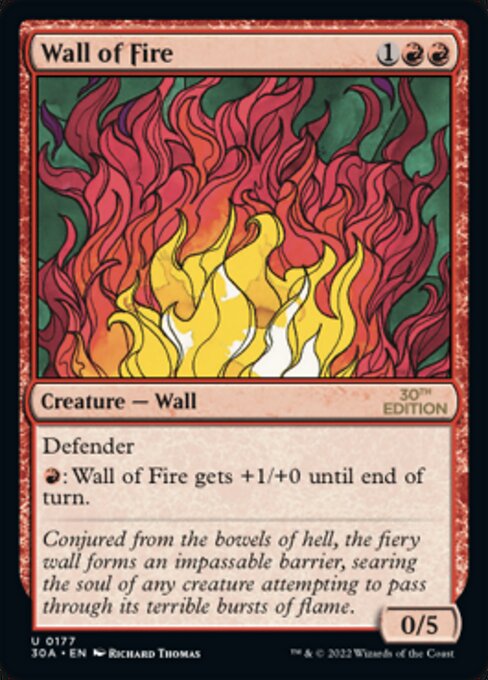 Wall of Fire 1
Creature — Wall
30TH EDITION
Defender
: Wall of Fire gets +1/+0 until end of
turn.
Conjured from the bowels of hell, the fiery
wall forms an impassable barrier, searing
the soul of any creature attempting to pass
through its terrible bursts of flame.
0/5
U 0177
30A • EN Richard Thomas
™ & © 2022 Wizards of the Coast